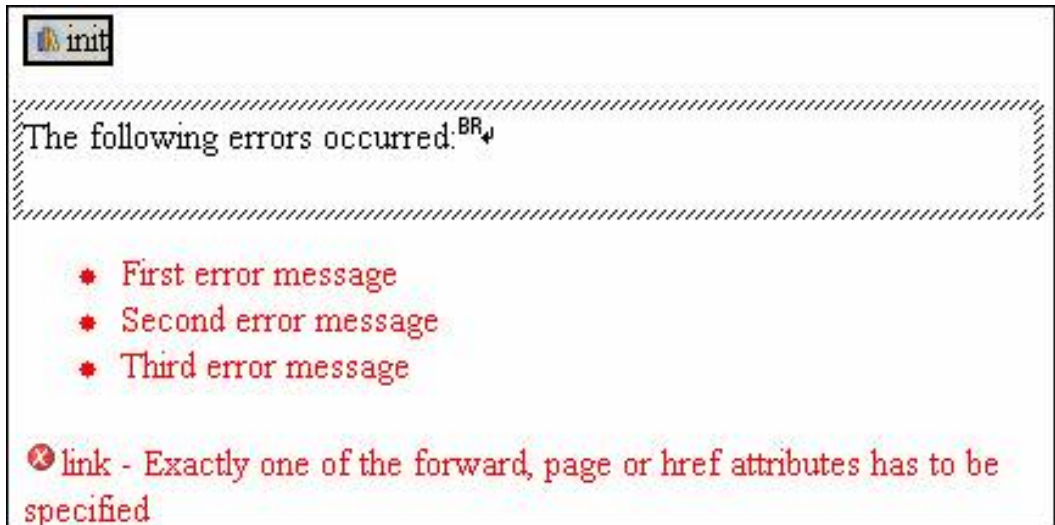 init
The following errors occurred:BR
First error message
Second error message
Third error message
link - Exactly one of the forward, page or href attributes has to be
specified